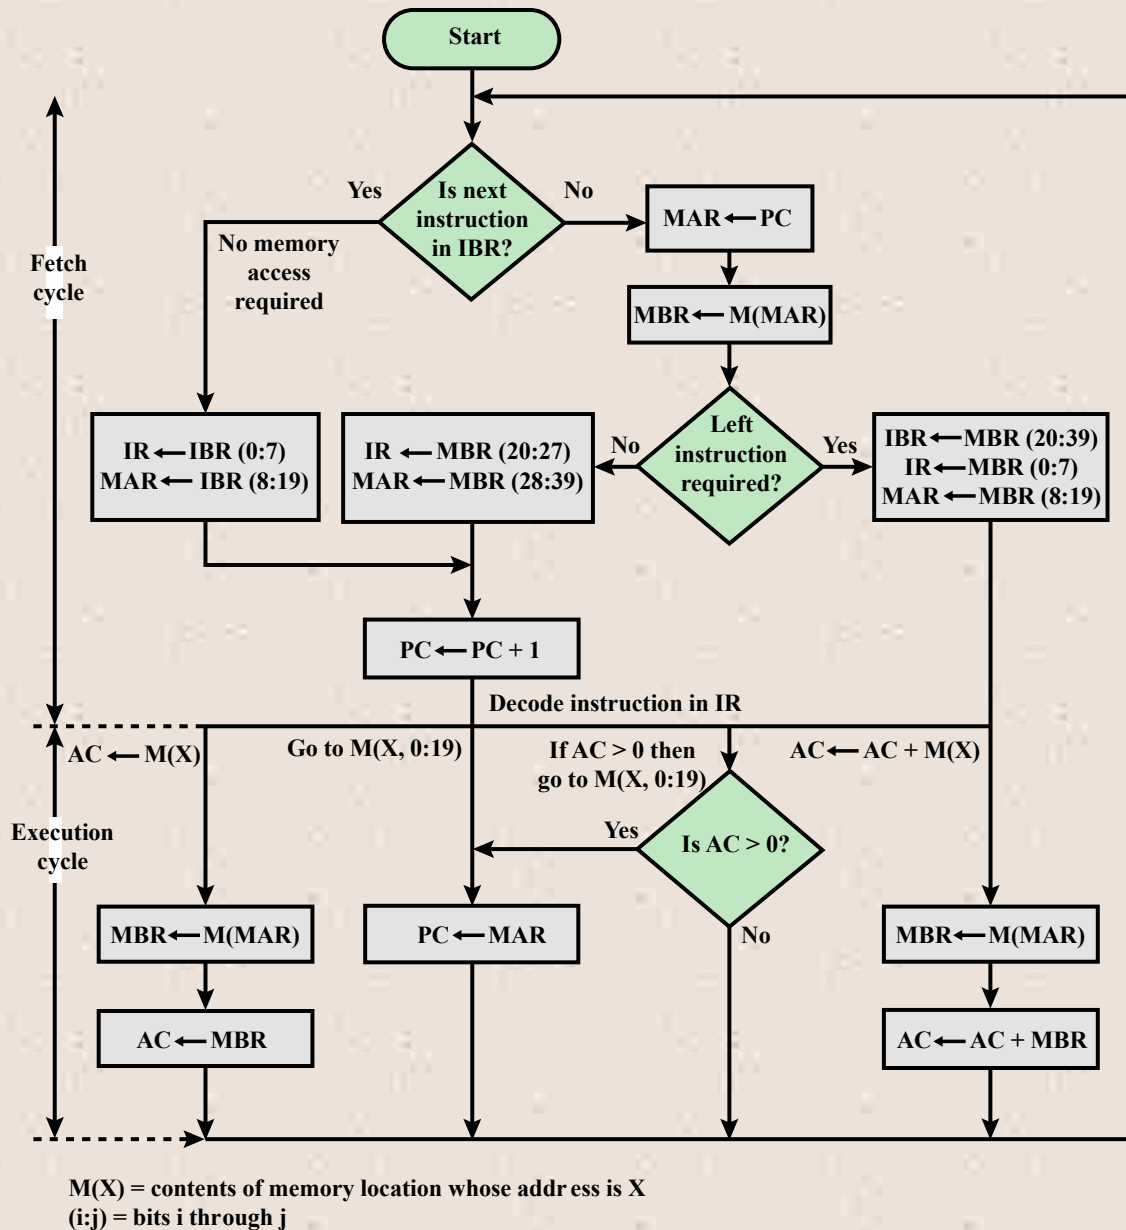 Start
Is next
instruction
in IBR?
Yes
No
No memory
access
required
MAR ← PC
MBR ← M(MAR)
Fetch
cycle
Left
instruction
required?
No
Yes
IR ← IBR (0:7)
MAR ← IBR (8:19)
IR ← MBR (20:27)
MAR ← MBR (28:39)
IBR ← MBR (20:39)
IR ← MBR (0:7)
MAR ← MBR (8:19)
PC ← PC + 1
Decode instruction in IR
AC ← M(X)
Go to M(X, 0:19)
If AC > 0 then
go to M(X, 0:19)
AC ← AC + M(X)
Execution
cycle
Yes
Is AC > 0?
No
MBR ← M(MAR)
PC ← MAR
MBR ← M(MAR)
AC ← MBR
AC ← AC + MBR
M(X) = contents of memory location whose addr ess is X
(i:j) = bits i through j